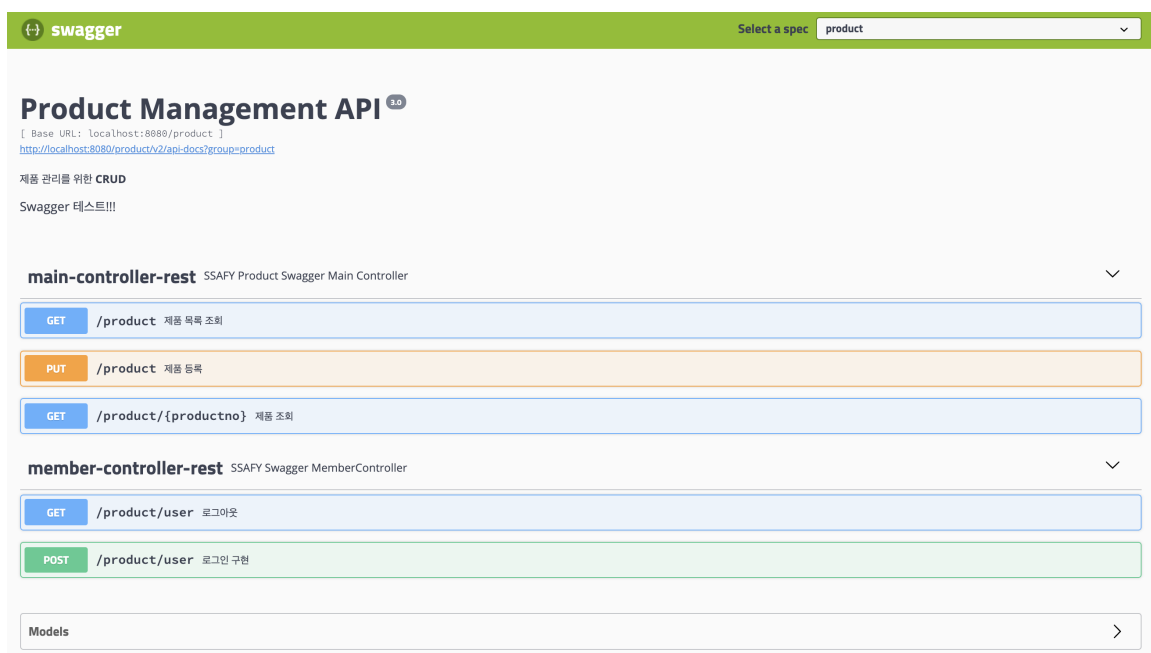 {···} swagger Select a spec product
Product Management API 3.0
[ Base URL: localhost:8080/product ]
http://localhost:8080/product/v2/api-docs?group=product
제품 관리를 위한 CRUD
Swagger 테스트!!!
main-controller-rest SSAFY Product Swagger Main Controller
GET /product 제품 목록 조회
PUT /product 제품 등록
GET /product/{productno} 제품 조회
member-controller-rest SSAFY Swagger MemberController
GET /product/user 로그아웃
POST /product/user 로그인 구현
Models